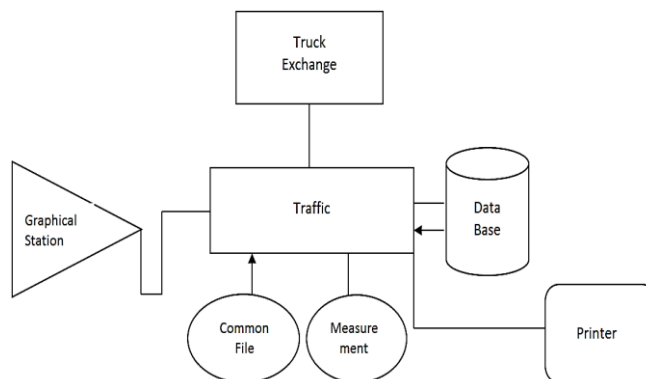 Truck
Exchange
Traffic
Data
Base
Graphical
Station
Common
File
Measure
ment
Printer